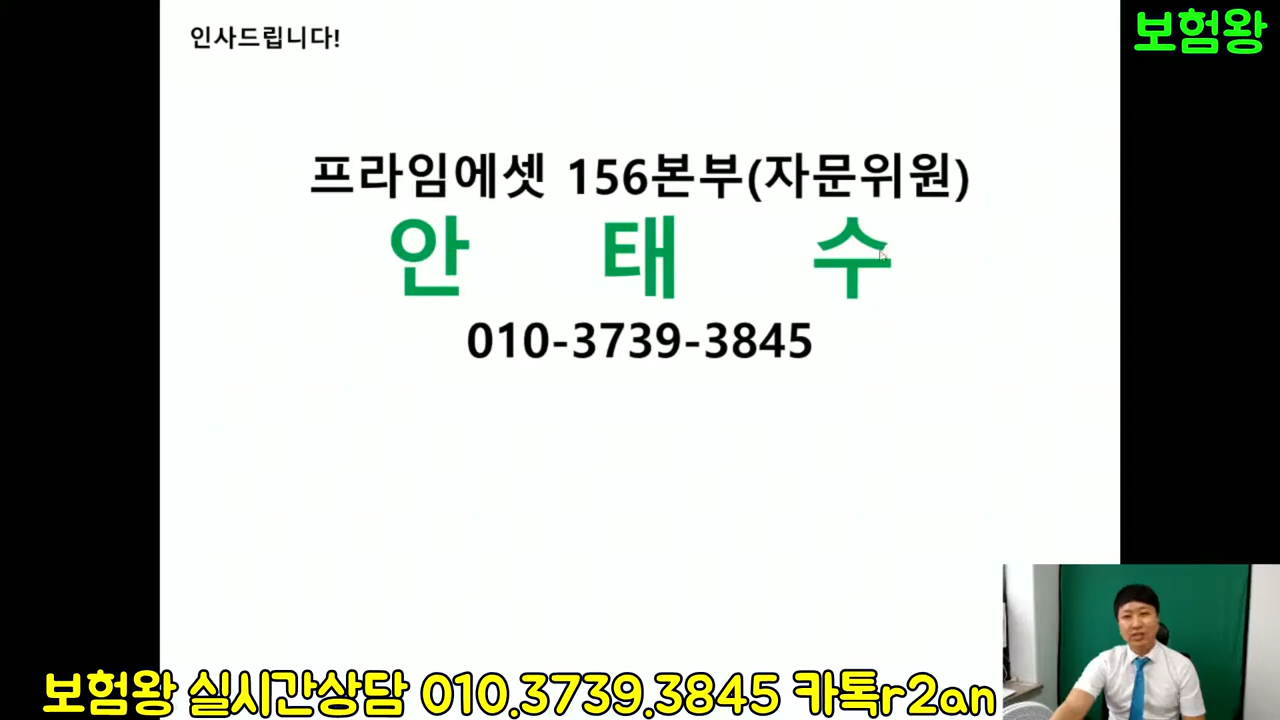 인사드립니다!
보험왕
프라임에셋 156본부(자문위원)
안 태 수
010-3739-3845
보험왕 실시간상담 010.3739.3845 카톡r2an